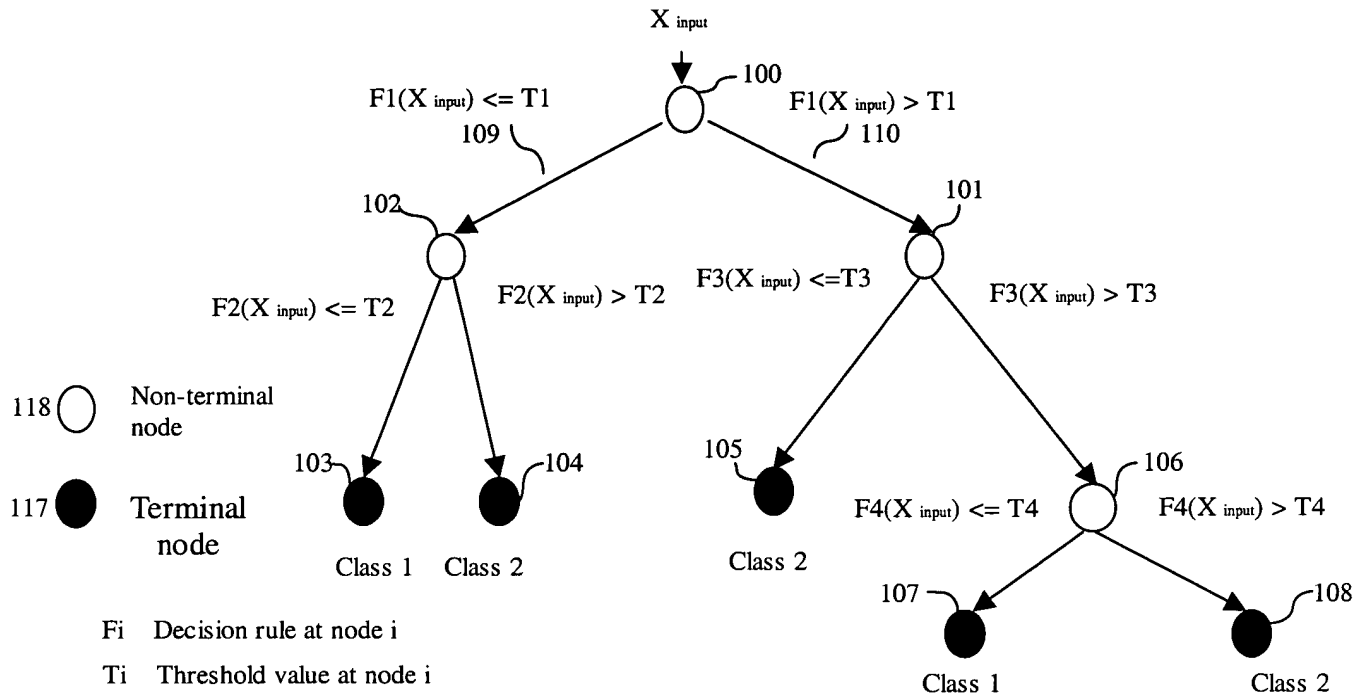 X input
100
F1(X input) <= T1
F1(X input) > T1
109
110
102
101
F2(X input) <= T2
F2(X input) > T2
F3(X input) <=T3
F3(X input) > T3
118
Non-terminal
node
103
104
105
106
117
Terminal
node
F4(X input) <= T4
F4(X input) > T4
Class 1
Class 2
Class 2
107
108
Fi Decision rule at node i
Ti Threshold value at node i
Class 1
Class 2